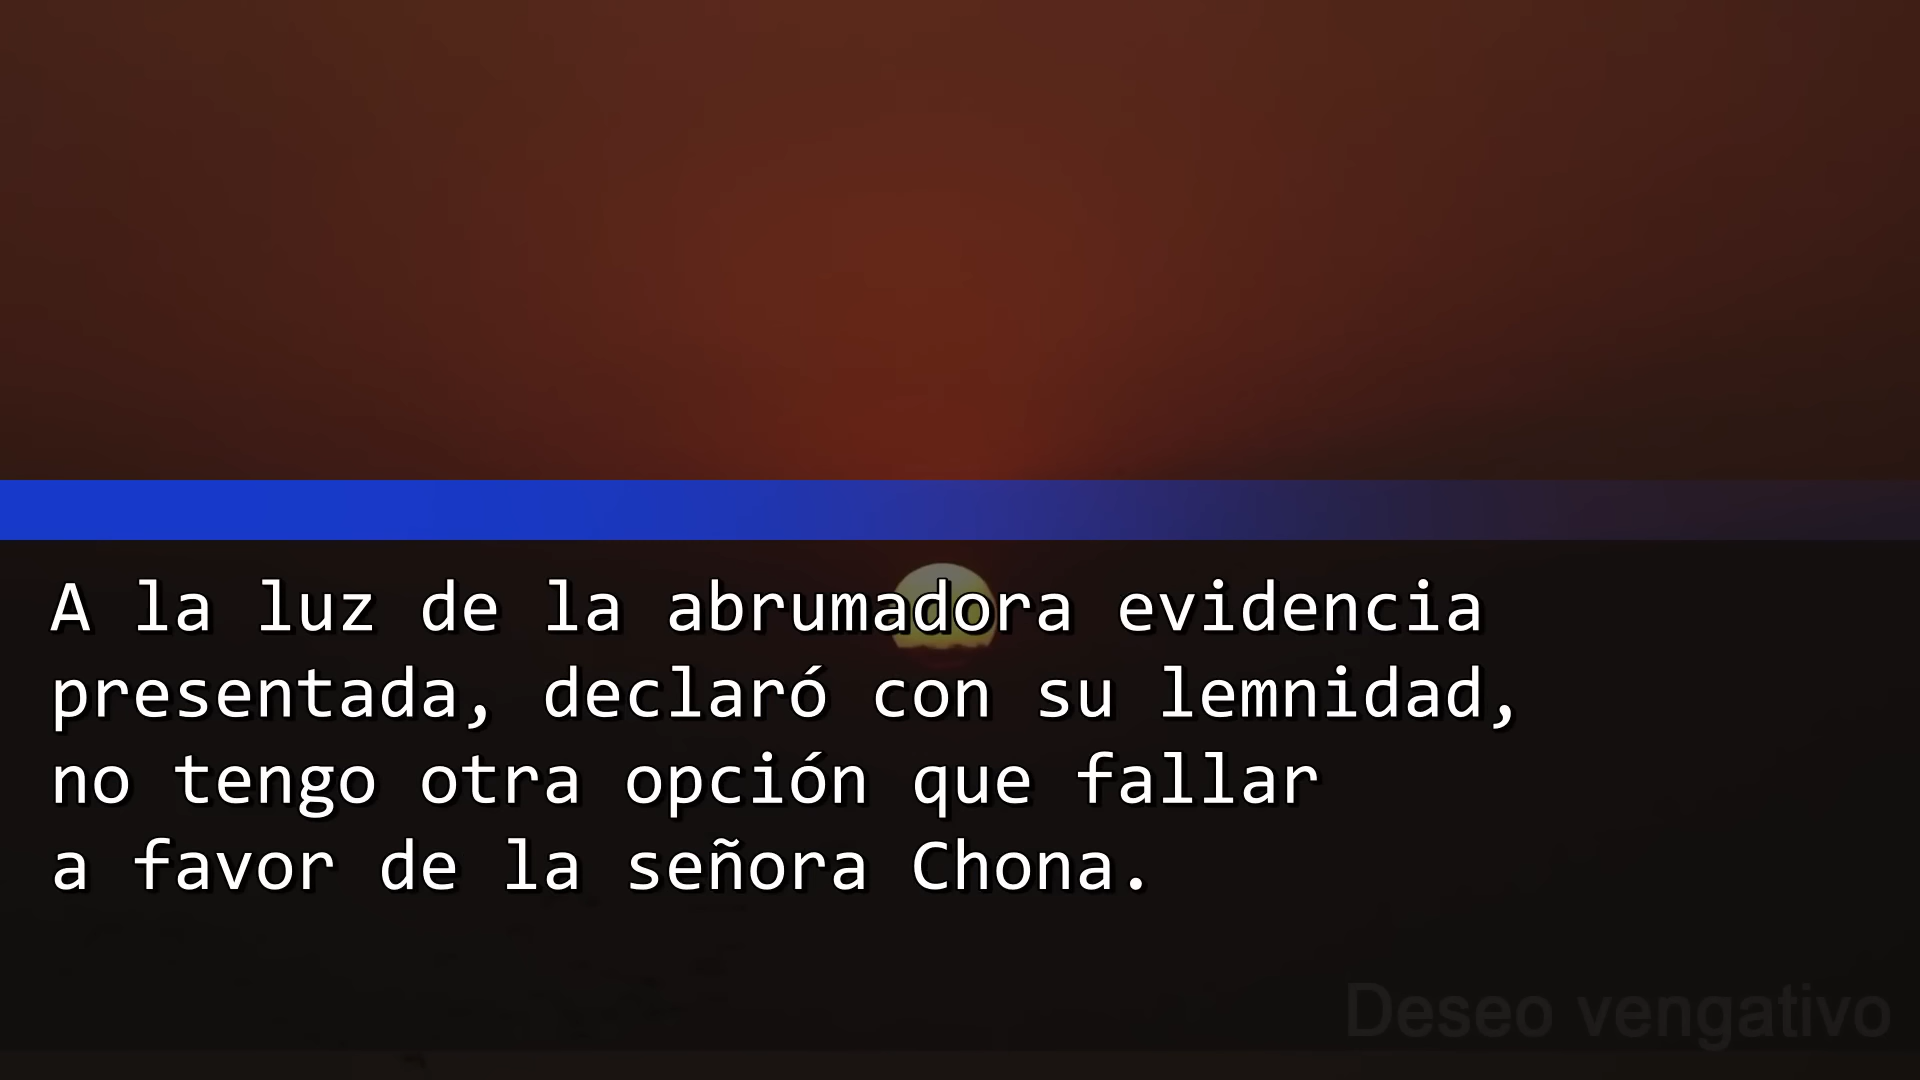 A la luz de la abrumadora evidencia
presentada, declaró con su lemnidad,
no tengo otra opción que fallar
a favor de la señora Chona.
Deseo vengativo